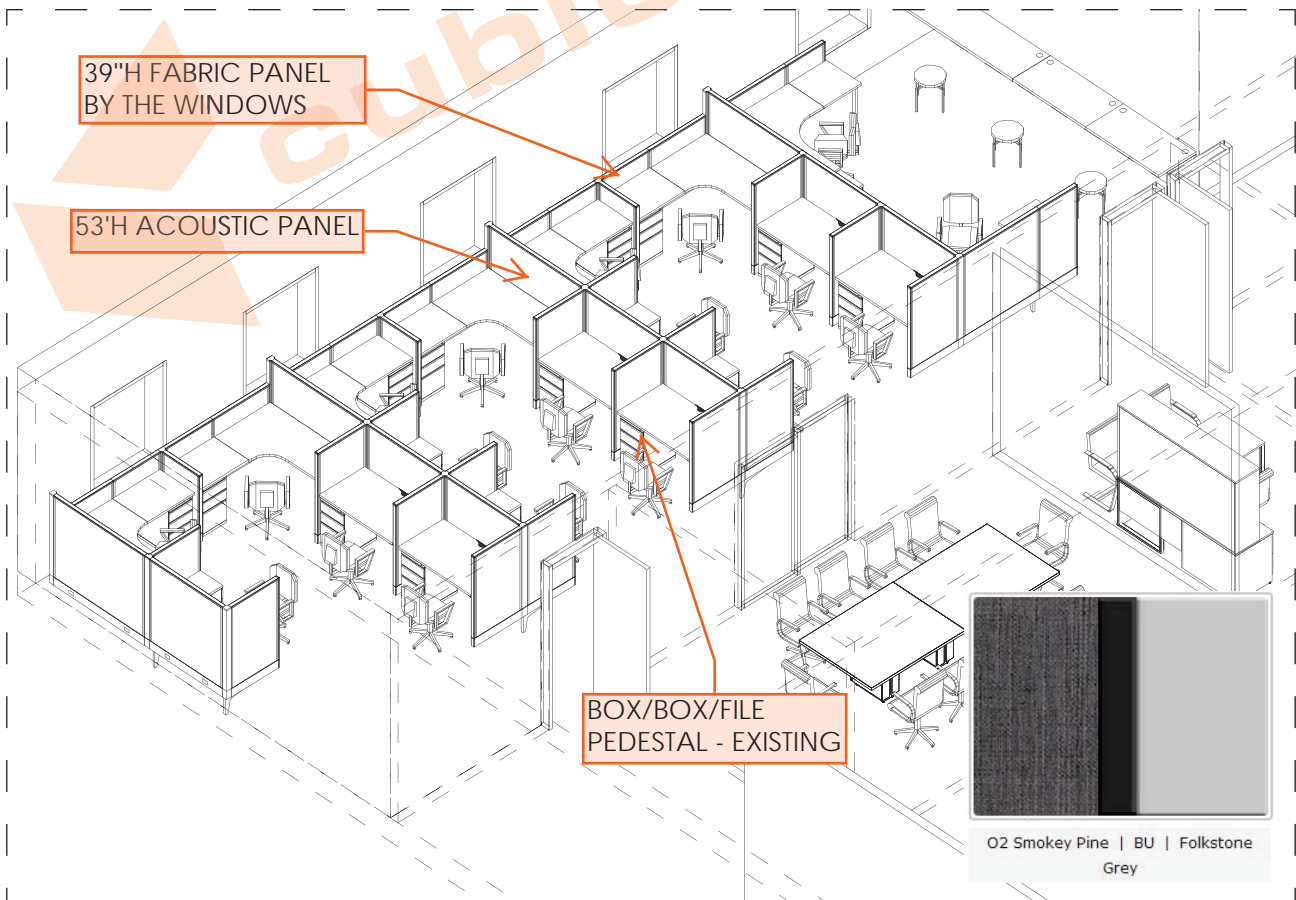 39"H FABRIC PANEL
BY THE WINDOWS
53'H ACOUSTIC PANEL
BOX/BOX/FILE
PEDESTAL - EXISTING
O2 Smokey Pine | BU | Folkstone
Grey